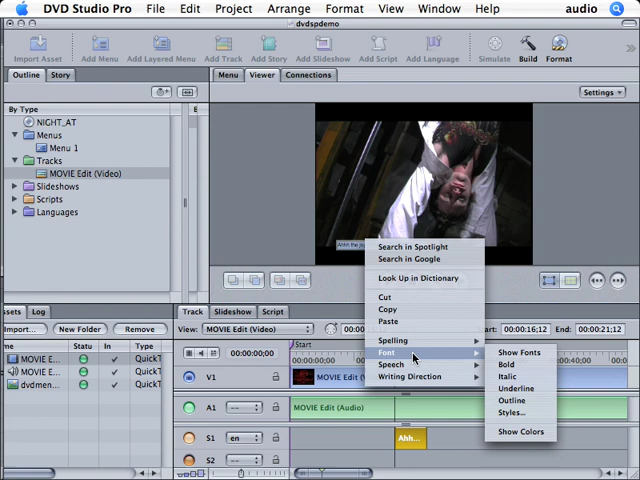 DVD Studio Pro File Edit Project Arrange Format View Window Help audio
dvdspdemo
Import Asset Add Menu Add Layered Menu Add Track Add Story Add Slideshow Add Script Add Language Simulate Build Format
Outline Story
Menu Viewer Connections
Settings
By Type
NIGHT_AT
Menus
Menu 1
Tracks
MOVIE Edit (Video)
Slideshows
Scripts
Languages
Search in Spotlight
Search in Google
Look Up in Dictionary
Cut
Copy
Paste
Spelling
Font
Speech
Writing Direction
Show Fonts
Bold
Italic
Underline
Outline
Styles...
Show Colors
Assets Log
Import... New Folder Remove
Statu In Type
MOVIE E... QuickT
MOVIE E... QuickT
dvdmen... QuickT
Track Slideshow Script
View: MOVIE Edit (Video) Start: 00:00:16;12 End: 00:00:21;12
Start
00:00:00;00
V1 MOVIE Edit (V
A1 -- MOVIE Edit (Audio)
S1 en Ahh...
S2 --